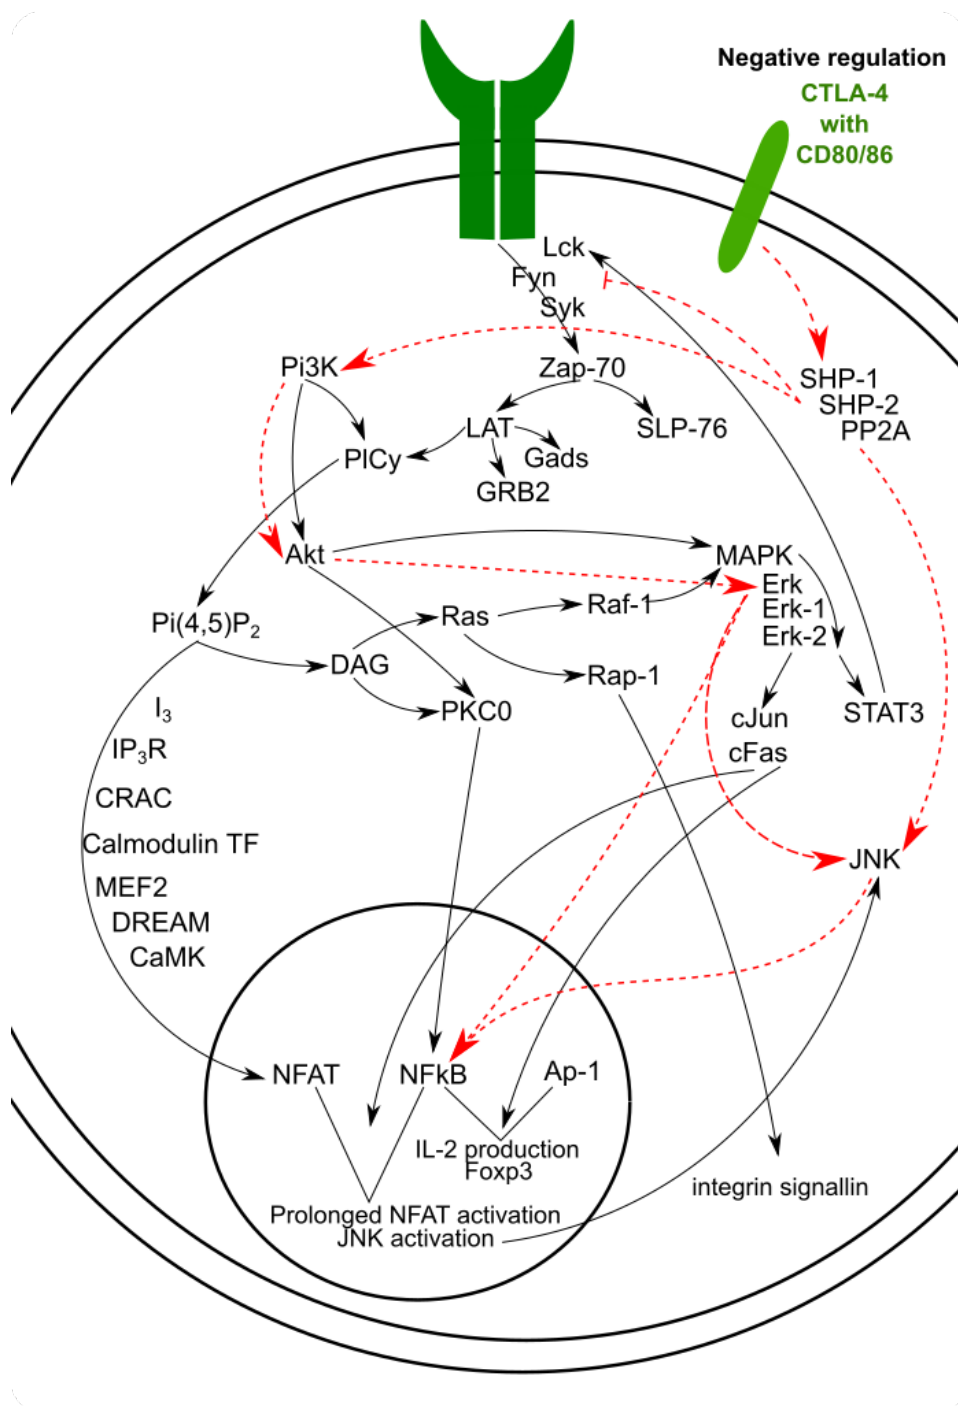 Negative regulation
CTLA-4
with
CD80/86
Lck
Fyn
Syk
Pi3K
Zap-70
SHP-1
SHP-2
PP2A
LAT
SLP-76
PlCy
Gads
GRB2
Akt
MAPK
Erk
Erk-1
Erk-2
Pi(4,5)P₂
Ras
Raf-1
DAG
Rap-1
PKC0
cJun
cFas
STAT3
I₃
IP₃R
CRAC
Calmodulin TF
MEF2
DREAM
CaMK
JNK
NFAT
NFkB
Ap-1
IL-2 production
Foxp3
integrin signallin
Prolonged NFAT activation
JNK activation